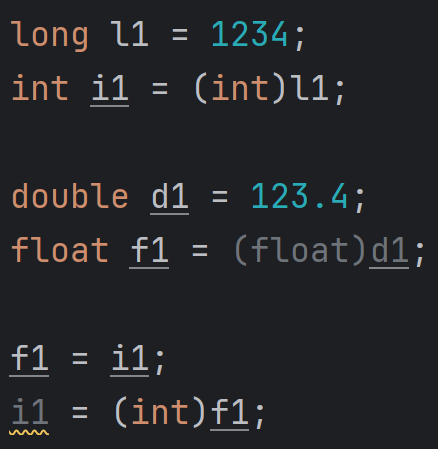 long l1 = 1234;
int i1 = (int)l1;
double d1 = 123.4;
float f1 = (float)d1;
f1 = i1;
i1 = (int)f1;